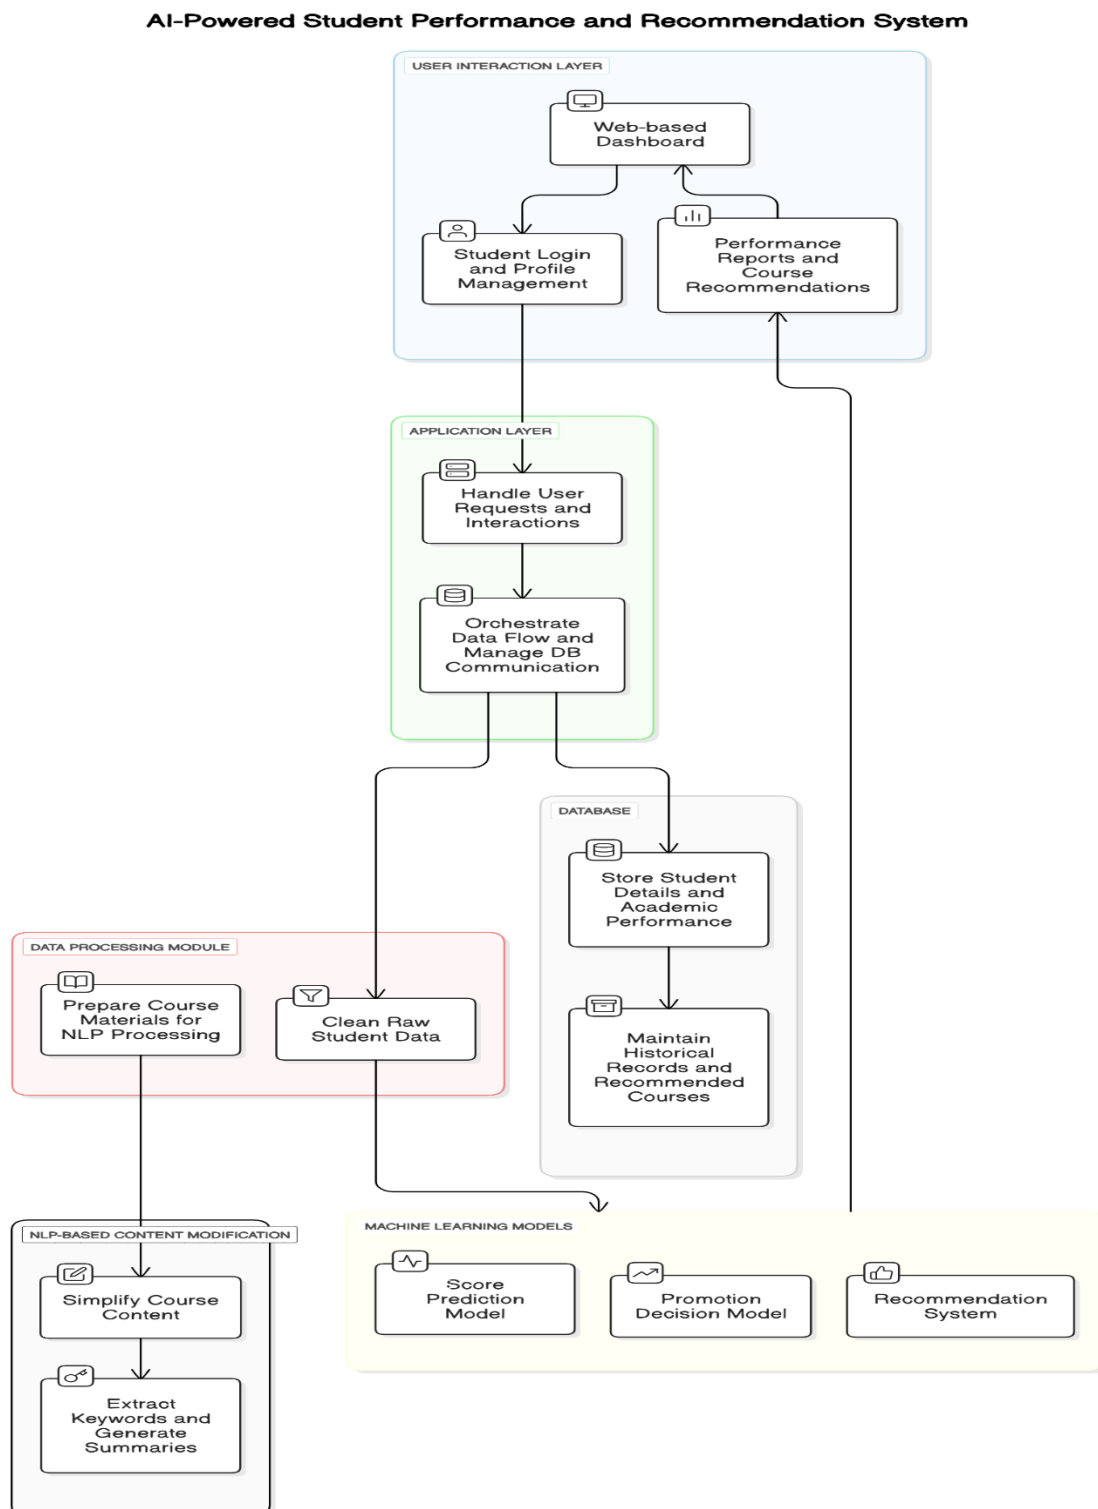 AI-Powered Student Performance and Recommendation System
USER INTERACTION LAYER
Web-based
Dashboard
Student Login
and Profile
Management
Performance
Reports and
Course
Recommendations
APPLICATION LAYER
Handle User
Requests and
Interactions
Orchestrate
Data Flow and
Manage DB
Communication
DATABASE
Store Student
Details and
Academic
Performance
Maintain
Historical
Records and
Recommended
Courses
DATA PROCESSING MODULE
Prepare Course
Materials for
NLP Processing
Clean Raw
Student Data
NLP-BASED CONTENT MODIFICATION
Simplify Course
Content
Extract
Keywords and
Generate
Summaries
MACHINE LEARNING MODELS
Score
Prediction
Model
Promotion
Decision Model
Recommendation
System